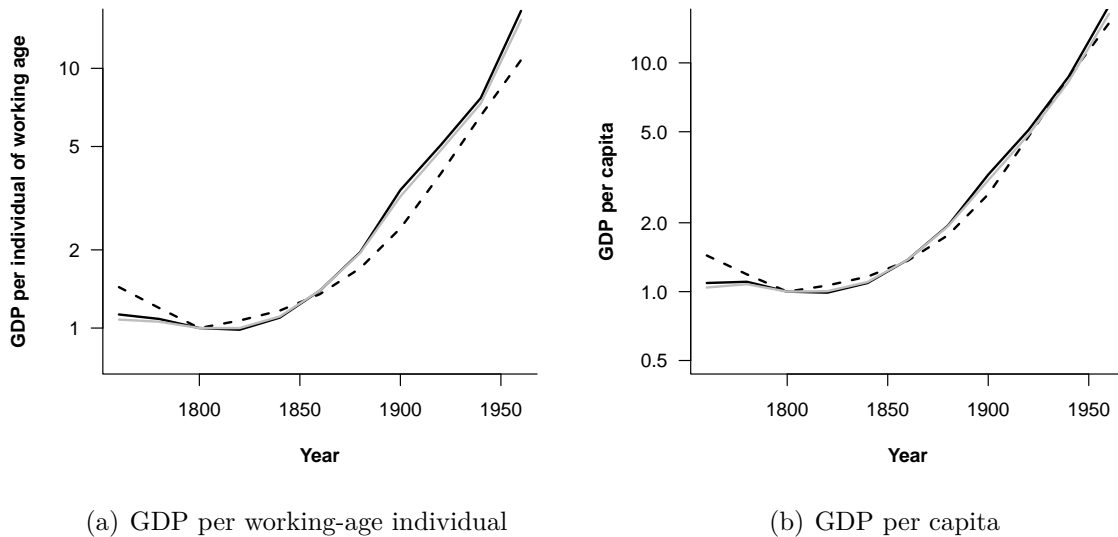 GDP per individual of working age
10
5
2
1
1800 1850 1900 1950
Year
(a) GDP per working-age individual
GDP per capita
10.0
5.0
2.0
1.0
0.5
1800 1850 1900 1950
Year
(b) GDP per capita